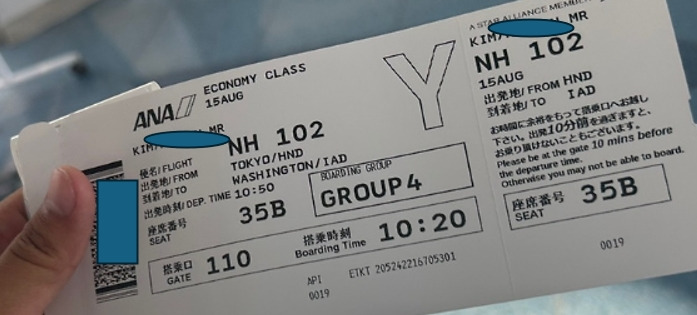 ANA
ECONOMY CLASS
15AUG
Y
MR
NH 102
便名/FLIGHT
出発地/FROM TOKYO/HND
到着地/TO WASHINGTON/IAD
出発時刻/DEP. TIME 10:50
座席番号
SEAT
35B
BOARDING GROUP
GROUP4
搭乗口
GATE
110
搭乗時刻
Boarding Time
10:20
API
ETKT 205242216705301
0019
A STAR ALLIANCE MEMBER
MR
NH 102
15AUG
出発地/FROM HND
到着地/TO IAD
お時間に余裕をもって搭乗口へお越し
下さい。出発10分前を過ぎますと、
お乗り頂けないこともございます。
Please be at the gate 10 mins before
the departure time.
Otherwise you may not be able to board.
座席番号
SEAT
35B
0019